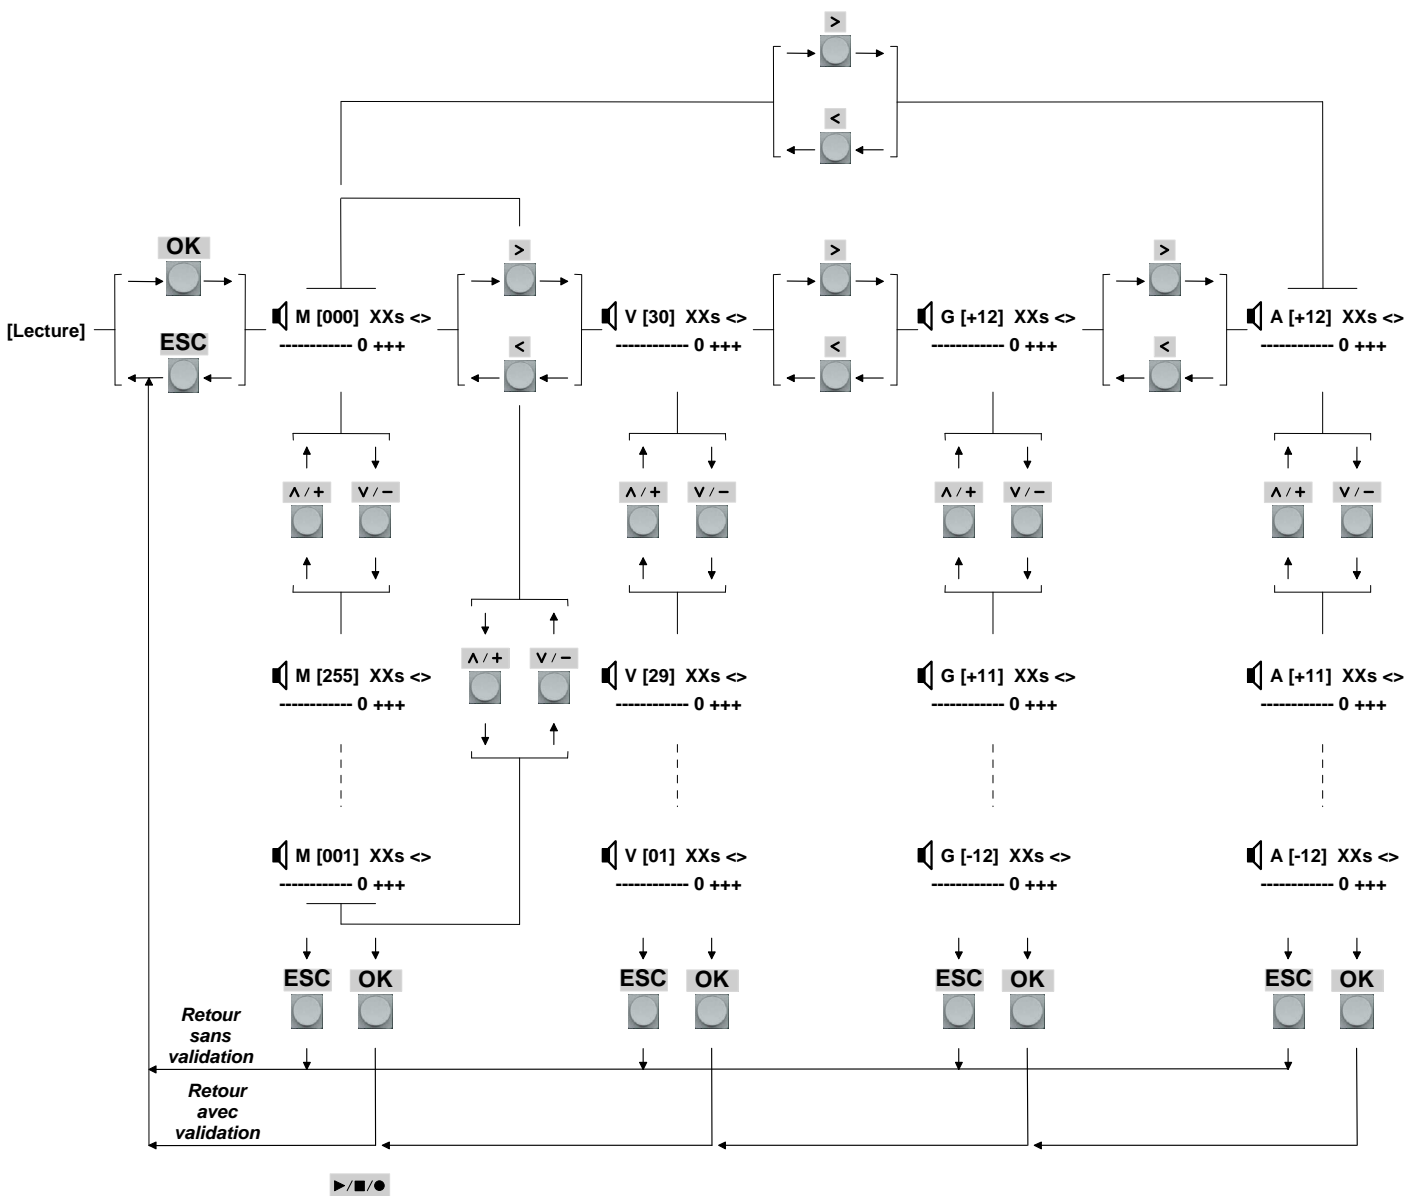 >
<
OK
>
>
>
[Lecture]
M [000] XXs <>
V [30] XXs <>
G [+12] XXs <>
A [+12] XXs <>
ESC
<
<
<
------------ 0 +++
------------ 0 +++
------------ 0 +++
------------ 0 +++
∧ / +
∨ / −
∧ / +
∨ / −
∧ / +
∨ / −
∧ / +
∨ / −
∧ / +
∨ / −
M [255] XXs <>
V [29] XXs <>
G [+11] XXs <>
A [+11] XXs <>
------------ 0 +++
------------ 0 +++
------------ 0 +++
------------ 0 +++
M [001] XXs <>
V [01] XXs <>
G [-12] XXs <>
A [-12] XXs <>
------------ 0 +++
------------ 0 +++
------------ 0 +++
------------ 0 +++
ESC
OK
ESC
OK
ESC
OK
ESC
OK
Retour
sans
validation
Retour
avec
validation
►/■/●